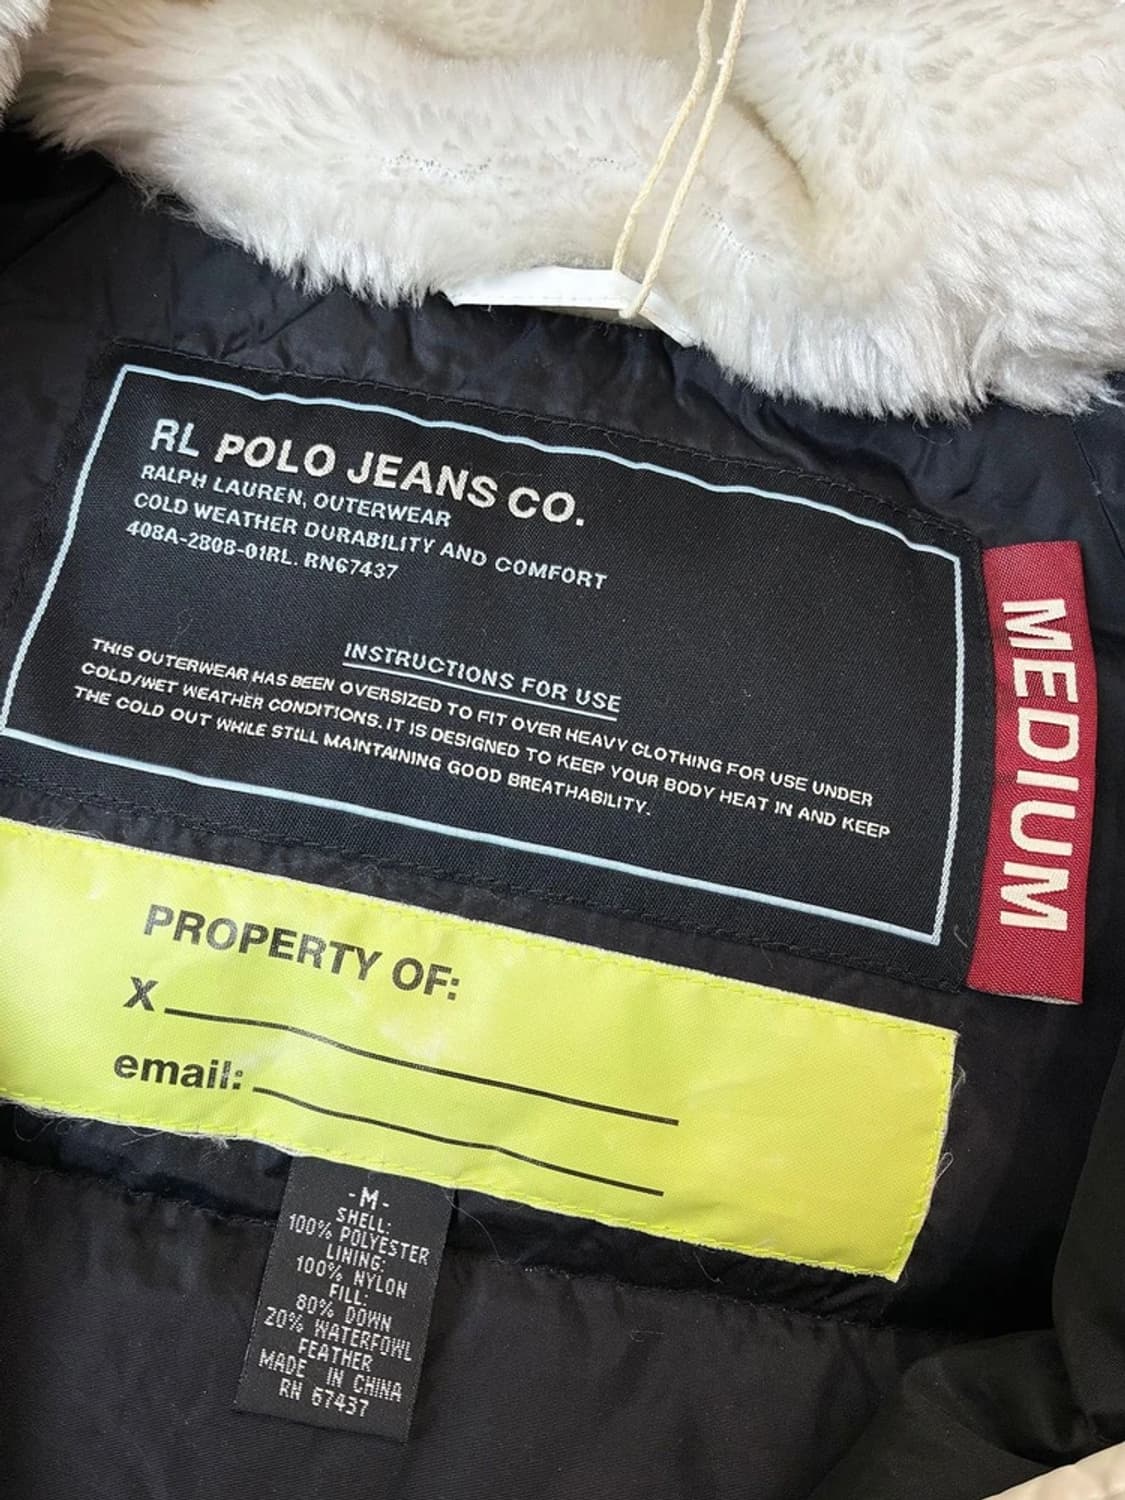 RL POLO JEANS CO.
RALPH LAUREN, OUTERWEAR
COLD WEATHER DURABILITY AND COMFORT
408A-2808-01RL. RN67437
INSTRUCTIONS FOR USE
THIS OUTERWEAR HAS BEEN OVERSIZED TO FIT OVER HEAVY CLOTHING FOR USE UNDER
COLD/WET WEATHER CONDITIONS. IT IS DESIGNED TO KEEP YOUR BODY HEAT IN AND KEEP
THE COLD OUT WHILE STILL MAINTAINING GOOD BREATHABILITY.
MEDIUM
PROPERTY OF:
X
email:
-M-
SHELL:
100% POLYESTER
LINING:
100% NYLON
FILL:
80% DOWN
20% WATERFOWL
FEATHER
MADE IN CHINA
RN 67437